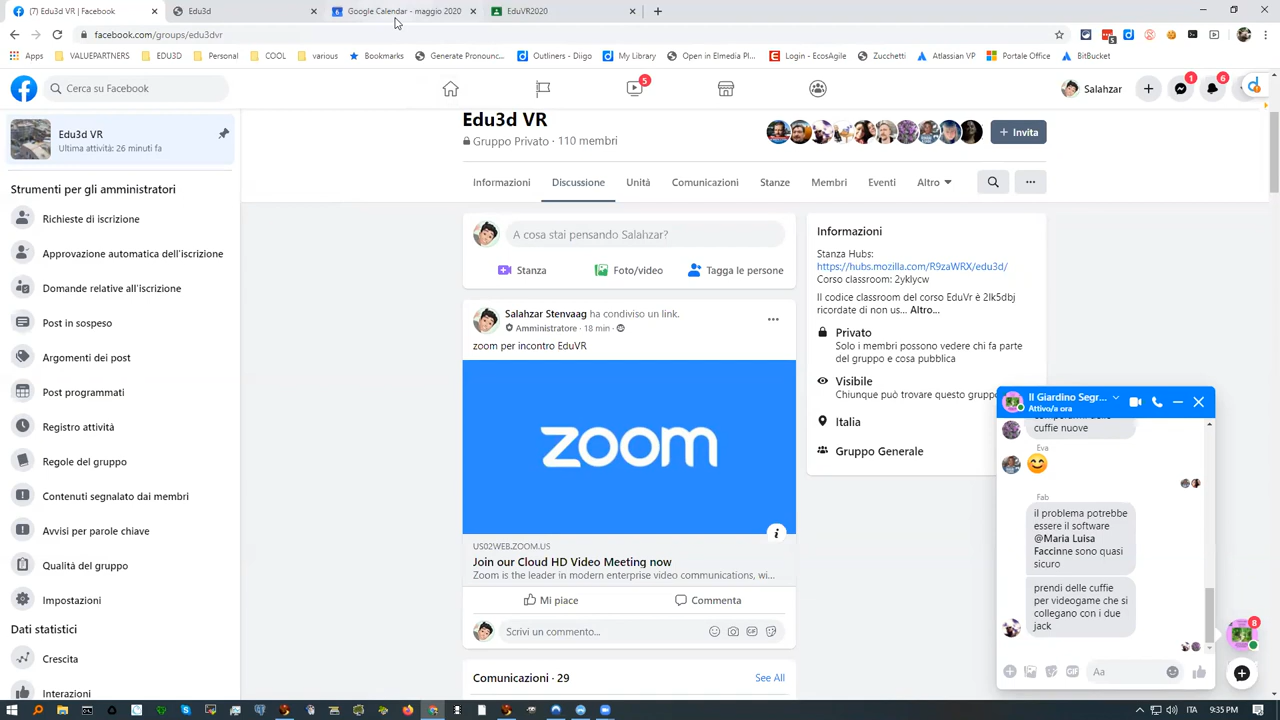 (7) Edu3d VR | Facebook
Edu3d
Google Calendar - maggio 2020
EduVR2020
facebook.com/groups/edu3dvr
Apps
VALUEPARTNERS
EDU3D
Personal
COOL
various
Bookmarks
Generate Pronounc...
Outliners - Diigo
My Library
Open_in_Elmedia Pl...
Login - EcosAgile
Zucchetti
Atlassian VP
Portale Office
BitBucket
Cerca su Facebook
5
Salahzar
1
6
Edu3d VR
Ultima attività: 26 minuti fa
Strumenti per gli amministratori
Richieste di iscrizione
Approvazione automatica dell'iscrizione
Domande relative all'iscrizione
Post in sospeso
Argomenti dei post
Post programmati
Registro attività
Regole del gruppo
Contenuti segnalato dai membri
Avvisi per parole chiave
Qualità del gruppo
Impostazioni
Dati statistici
Crescita
Interazioni
Edu3d VR
Gruppo Privato · 110 membri
Invita
Informazioni
Discussione
Unità
Comunicazioni
Stanze
Membri
Eventi
Altro
A cosa stai pensando Salahzar?
Stanza
Foto/video
Tagga le persone
Salahzar Stenvaag ha condiviso un link.
Amministratore · 18 min ·
zoom per incontro EduVR
zoom
US02WEB.ZOOM.US
Join our Cloud HD Video Meeting now
Zoom is the leader in modern enterprise video communications, wi...
Mi piace
Commenta
Scrivi un commento...
GIF
Comunicazioni · 29
See All
Informazioni
Stanza Hubs:
https://hubs.mozilla.com/R9zaWRX/edu3d/
Corso classroom: 2yklycw
Il codice classroom del corso EduVr è 2lk5dbj
ricordate di non us... Altro...
Privato
Solo i membri possono vedere chi fa parte
del gruppo e cosa pubblica
Visibile
Chiunque può trovare questo gruppo
Italia
Gruppo Generale
Il Giardino Segr...
Attivo/a ora
cuffie nuove
Eva
Fab
il problema potrebbe
essere il software
@Maria Luisa
Faccinne sono quasi
sicuro
prendi delle cuffie
per videogame che si
collegano con i due
jack
GIF
Aa
8
ITA
9:35 PM